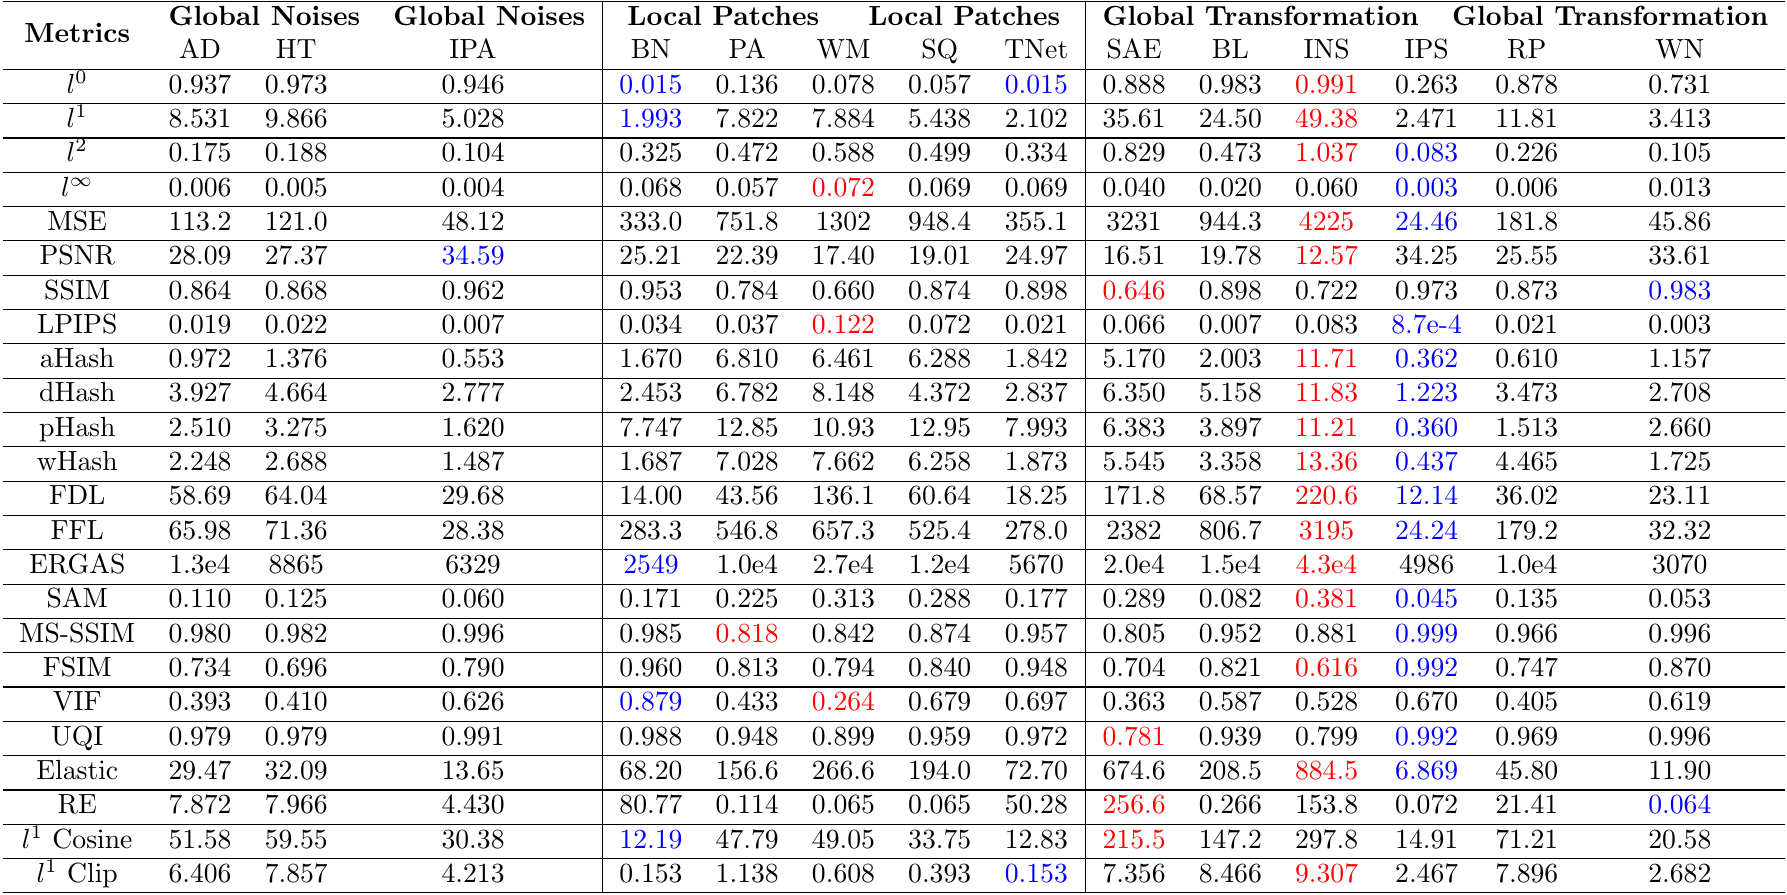 Metrics Global Noises Global Noises Local Patches Local Patches Global Transformation Global Transformation
AD HT IPA BN PA WM SQ TNet SAE BL INS IPS RP WN
l⁰ 0.937 0.973 0.946 0.015 0.136 0.078 0.057 0.015 0.888 0.983 0.991 0.263 0.878 0.731
l¹ 8.531 9.866 5.028 1.993 7.822 7.884 5.438 2.102 35.61 24.50 49.38 2.471 11.81 3.413
l² 0.175 0.188 0.104 0.325 0.472 0.588 0.499 0.334 0.829 0.473 1.037 0.083 0.226 0.105
l∞ 0.006 0.005 0.004 0.068 0.057 0.072 0.069 0.069 0.040 0.020 0.060 0.003 0.006 0.013
MSE 113.2 121.0 48.12 333.0 751.8 1302 948.4 355.1 3231 944.3 4225 24.46 181.8 45.86
PSNR 28.09 27.37 34.59 25.21 22.39 17.40 19.01 24.97 16.51 19.78 12.57 34.25 25.55 33.61
SSIM 0.864 0.868 0.962 0.953 0.784 0.660 0.874 0.898 0.646 0.898 0.722 0.973 0.873 0.983
LPIPS 0.019 0.022 0.007 0.034 0.037 0.122 0.072 0.021 0.066 0.007 0.083 8.7e-4 0.021 0.003
aHash 0.972 1.376 0.553 1.670 6.810 6.461 6.288 1.842 5.170 2.003 11.71 0.362 0.610 1.157
dHash 3.927 4.664 2.777 2.453 6.782 8.148 4.372 2.837 6.350 5.158 11.83 1.223 3.473 2.708
pHash 2.510 3.275 1.620 7.747 12.85 10.93 12.95 7.993 6.383 3.897 11.21 0.360 1.513 2.660
wHash 2.248 2.688 1.487 1.687 7.028 7.662 6.258 1.873 5.545 3.358 13.36 0.437 4.465 1.725
FDL 58.69 64.04 29.68 14.00 43.56 136.1 60.64 18.25 171.8 68.57 220.6 12.14 36.02 23.11
FFL 65.98 71.36 28.38 283.3 546.8 657.3 525.4 278.0 2382 806.7 3195 24.24 179.2 32.32
ERGAS 1.3e4 8865 6329 2549 1.0e4 2.7e4 1.2e4 5670 2.0e4 1.5e4 4.3e4 4986 1.0e4 3070
SAM 0.110 0.125 0.060 0.171 0.225 0.313 0.288 0.177 0.289 0.082 0.381 0.045 0.135 0.053
MS-SSIM 0.980 0.982 0.996 0.985 0.818 0.842 0.874 0.957 0.805 0.952 0.881 0.999 0.966 0.996
FSIM 0.734 0.696 0.790 0.960 0.813 0.794 0.840 0.948 0.704 0.821 0.616 0.992 0.747 0.870
VIF 0.393 0.410 0.626 0.879 0.433 0.264 0.679 0.697 0.363 0.587 0.528 0.670 0.405 0.619
UQI 0.979 0.979 0.991 0.988 0.948 0.899 0.959 0.972 0.781 0.939 0.799 0.992 0.969 0.996
Elastic 29.47 32.09 13.65 68.20 156.6 266.6 194.0 72.70 674.6 208.5 884.5 6.869 45.80 11.90
RE 7.872 7.966 4.430 80.77 0.114 0.065 0.065 50.28 256.6 0.266 153.8 0.072 21.41 0.064
l¹ Cosine 51.58 59.55 30.38 12.19 47.79 49.05 33.75 12.83 215.5 147.2 297.8 14.91 71.21 20.58
l¹ Clip 6.406 7.857 4.213 0.153 1.138 0.608 0.393 0.153 7.356 8.466 9.307 2.467 7.896 2.682